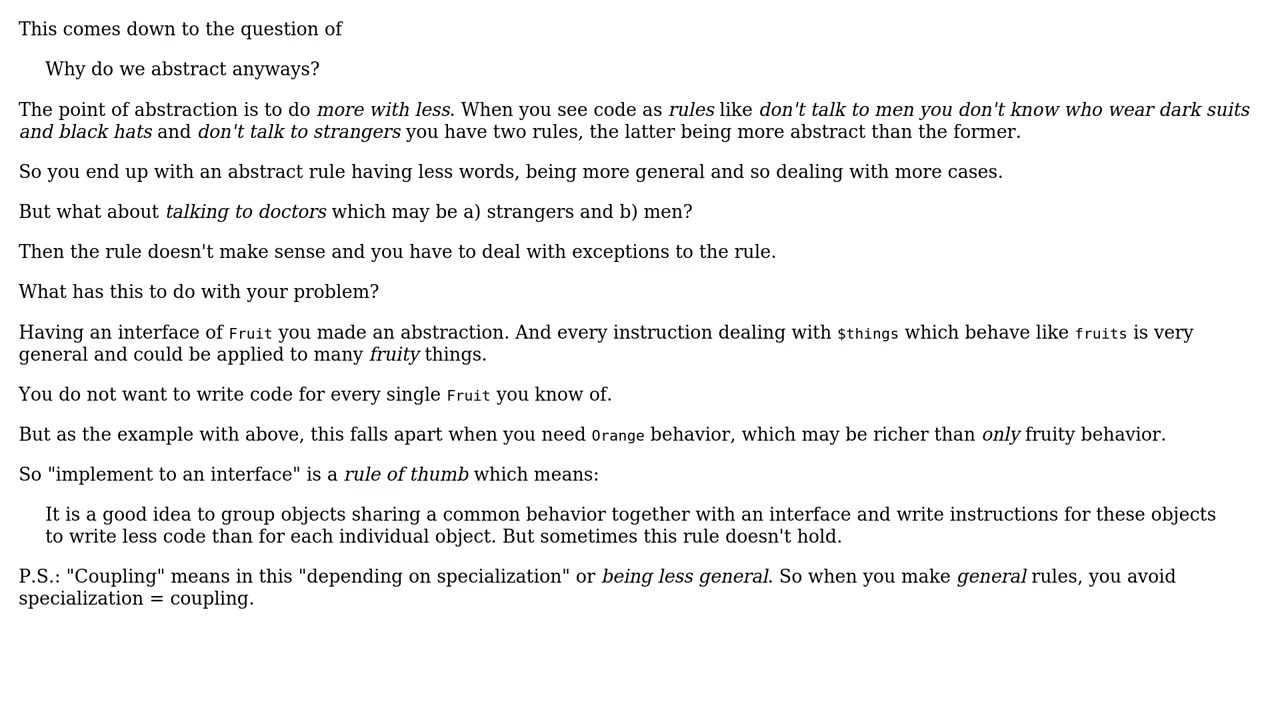 This comes down to the question of
Why do we abstract anyways?
The point of abstraction is to do more with less. When you see code as rules like don't talk to men you don't know who wear dark suits
and black hats and don't talk to strangers you have two rules, the latter being more abstract than the former.
So you end up with an abstract rule having less words, being more general and so dealing with more cases.
But what about talking to doctors which may be a) strangers and b) men?
Then the rule doesn't make sense and you have to deal with exceptions to the rule.
What has this to do with your problem?
Having an interface of Fruit you made an abstraction. And every instruction dealing with $things which behave like fruits is very
general and could be applied to many fruity things.
You do not want to write code for every single Fruit you know of.
But as the example with above, this falls apart when you need Orange behavior, which may be richer than only fruity behavior.
So "implement to an interface" is a rule of thumb which means:
It is a good idea to group objects sharing a common behavior together with an interface and write instructions for these objects
to write less code than for each individual object. But sometimes this rule doesn't hold.
P.S.: "Coupling" means in this "depending on specialization" or being less general. So when you make general rules, you avoid
specialization = coupling.